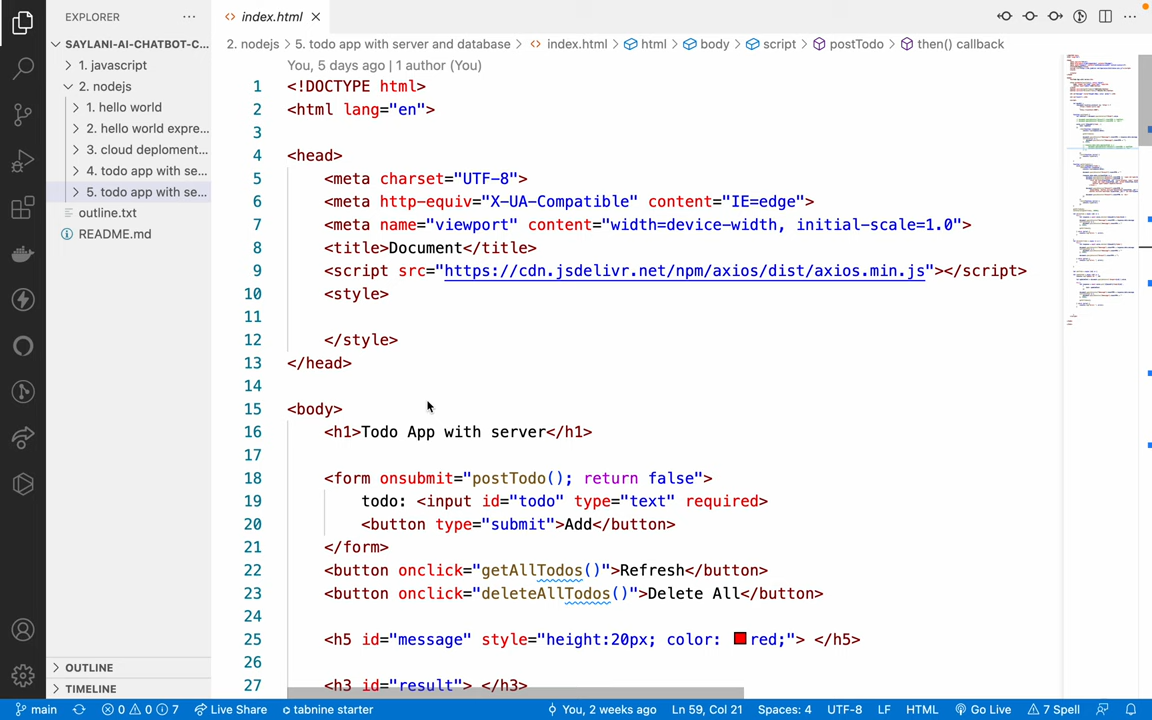 EXPLORER
index.html
SAYLANI-AI-CHATBOT-C...
1. javascript
2. nodejs
1. hello world
2. hello world expre...
3. cloud deploment...
4. todo app with se...
5. todo app with se...
outline.txt
README.md
OUTLINE
TIMELINE
2. nodejs > 5. todo app with server and database > index.html > html > body > script > postTodo > then() callback
You, 5 days ago | 1 author (You)
1 <!DOCTYPE html>
2 <html lang="en">
3
4 <head>
5 <meta charset="UTF-8">
6 <meta http-equiv="X-UA-Compatible" content="IE=edge">
7 <meta name="viewport" content="width=device-width, initial-scale=1.0">
8 <title>Document</title>
9 <script src="https://cdn.jsdelivr.net/npm/axios/dist/axios.min.js"></script>
10 <style>
11
12 </style>
13 </head>
14
15 <body>
16 <h1>Todo App with server</h1>
17
18 <form onsubmit="postTodo(); return false">
19 todo: <input id="todo" type="text" required>
20 <button type="submit">Add</button>
21 </form>
22 <button onclick="getAllTodos()">Refresh</button>
23 <button onclick="deleteAllTodos()">Delete All</button>
24
25 <h5 id="message" style="height:20px; color: red;"> </h5>
26
27 <h3 id="result"> </h3>
main 0 0 7 Live Share tabnine starter You, 2 weeks ago Ln 59, Col 21 Spaces: 4 UTF-8 LF HTML Go Live 7 Spell